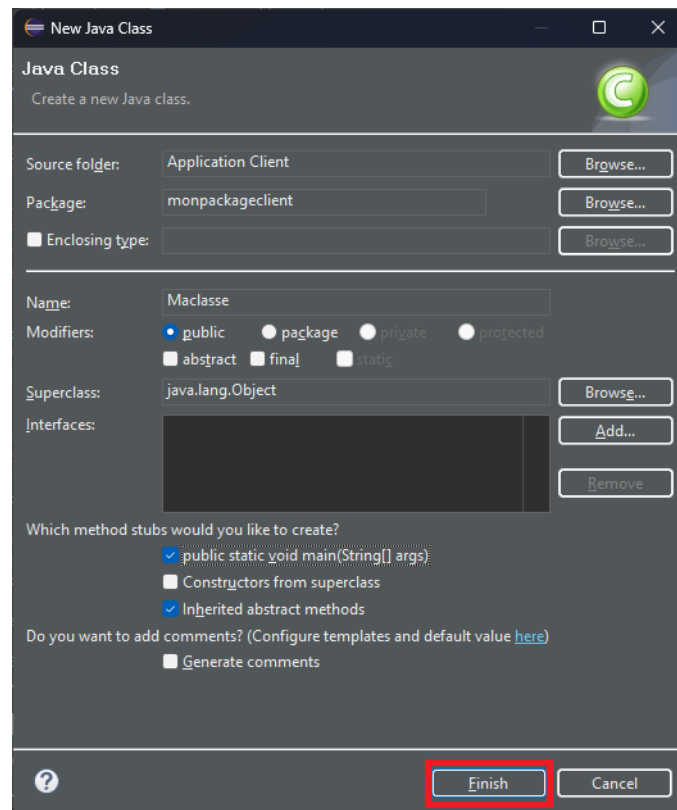 New Java Class
Java Class
Create a new Java class.
Source folder: Application Client Browse...
Package: monpackageclient Browse...
Enclosing type: Browse...
Name: Maclasse
Modifiers: public package private protected
abstract final static
Superclass: java.lang.Object Browse...
Interfaces: Add...
Remove
Which method stubs would you like to create?
public static void main(String[] args)
Constructors from superclass
Inherited abstract methods
Do you want to add comments? (Configure templates and default value here)
Generate comments
? Finish Cancel